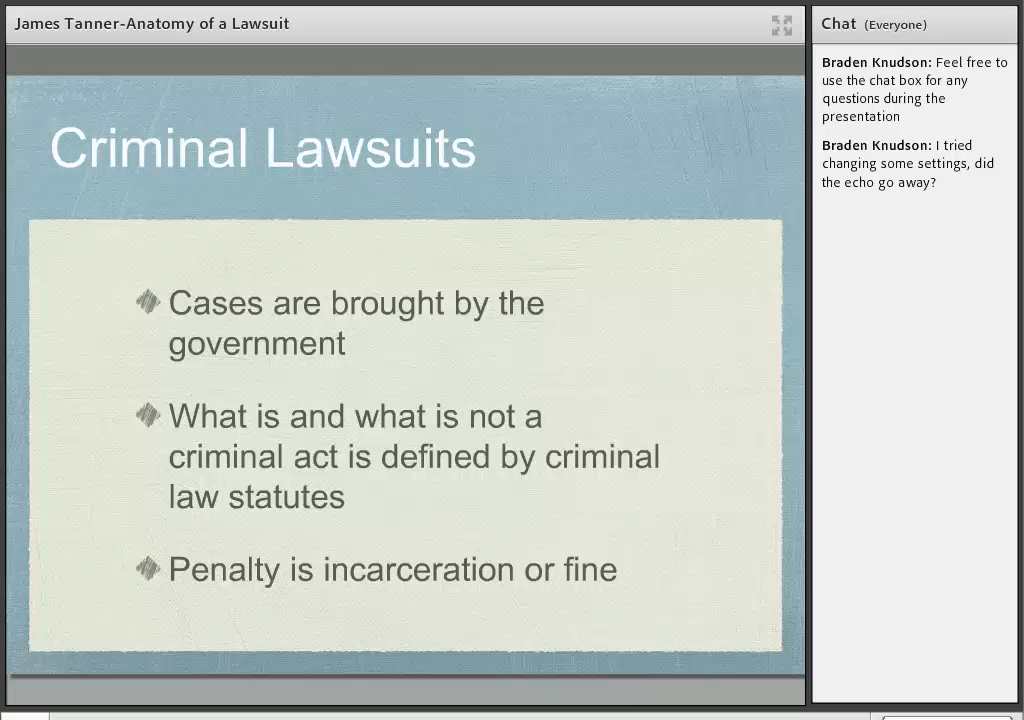 James Tanner-Anatomy of a Lawsuit
Criminal Lawsuits
Cases are brought by the
government
What is and what is not a
criminal act is defined by criminal
law statutes
Penalty is incarceration or fine
Chat (Everyone)
Braden Knudson: Feel free to
use the chat box for any
questions during the
presentation
Braden Knudson: I tried
changing some settings, did
the echo go away?